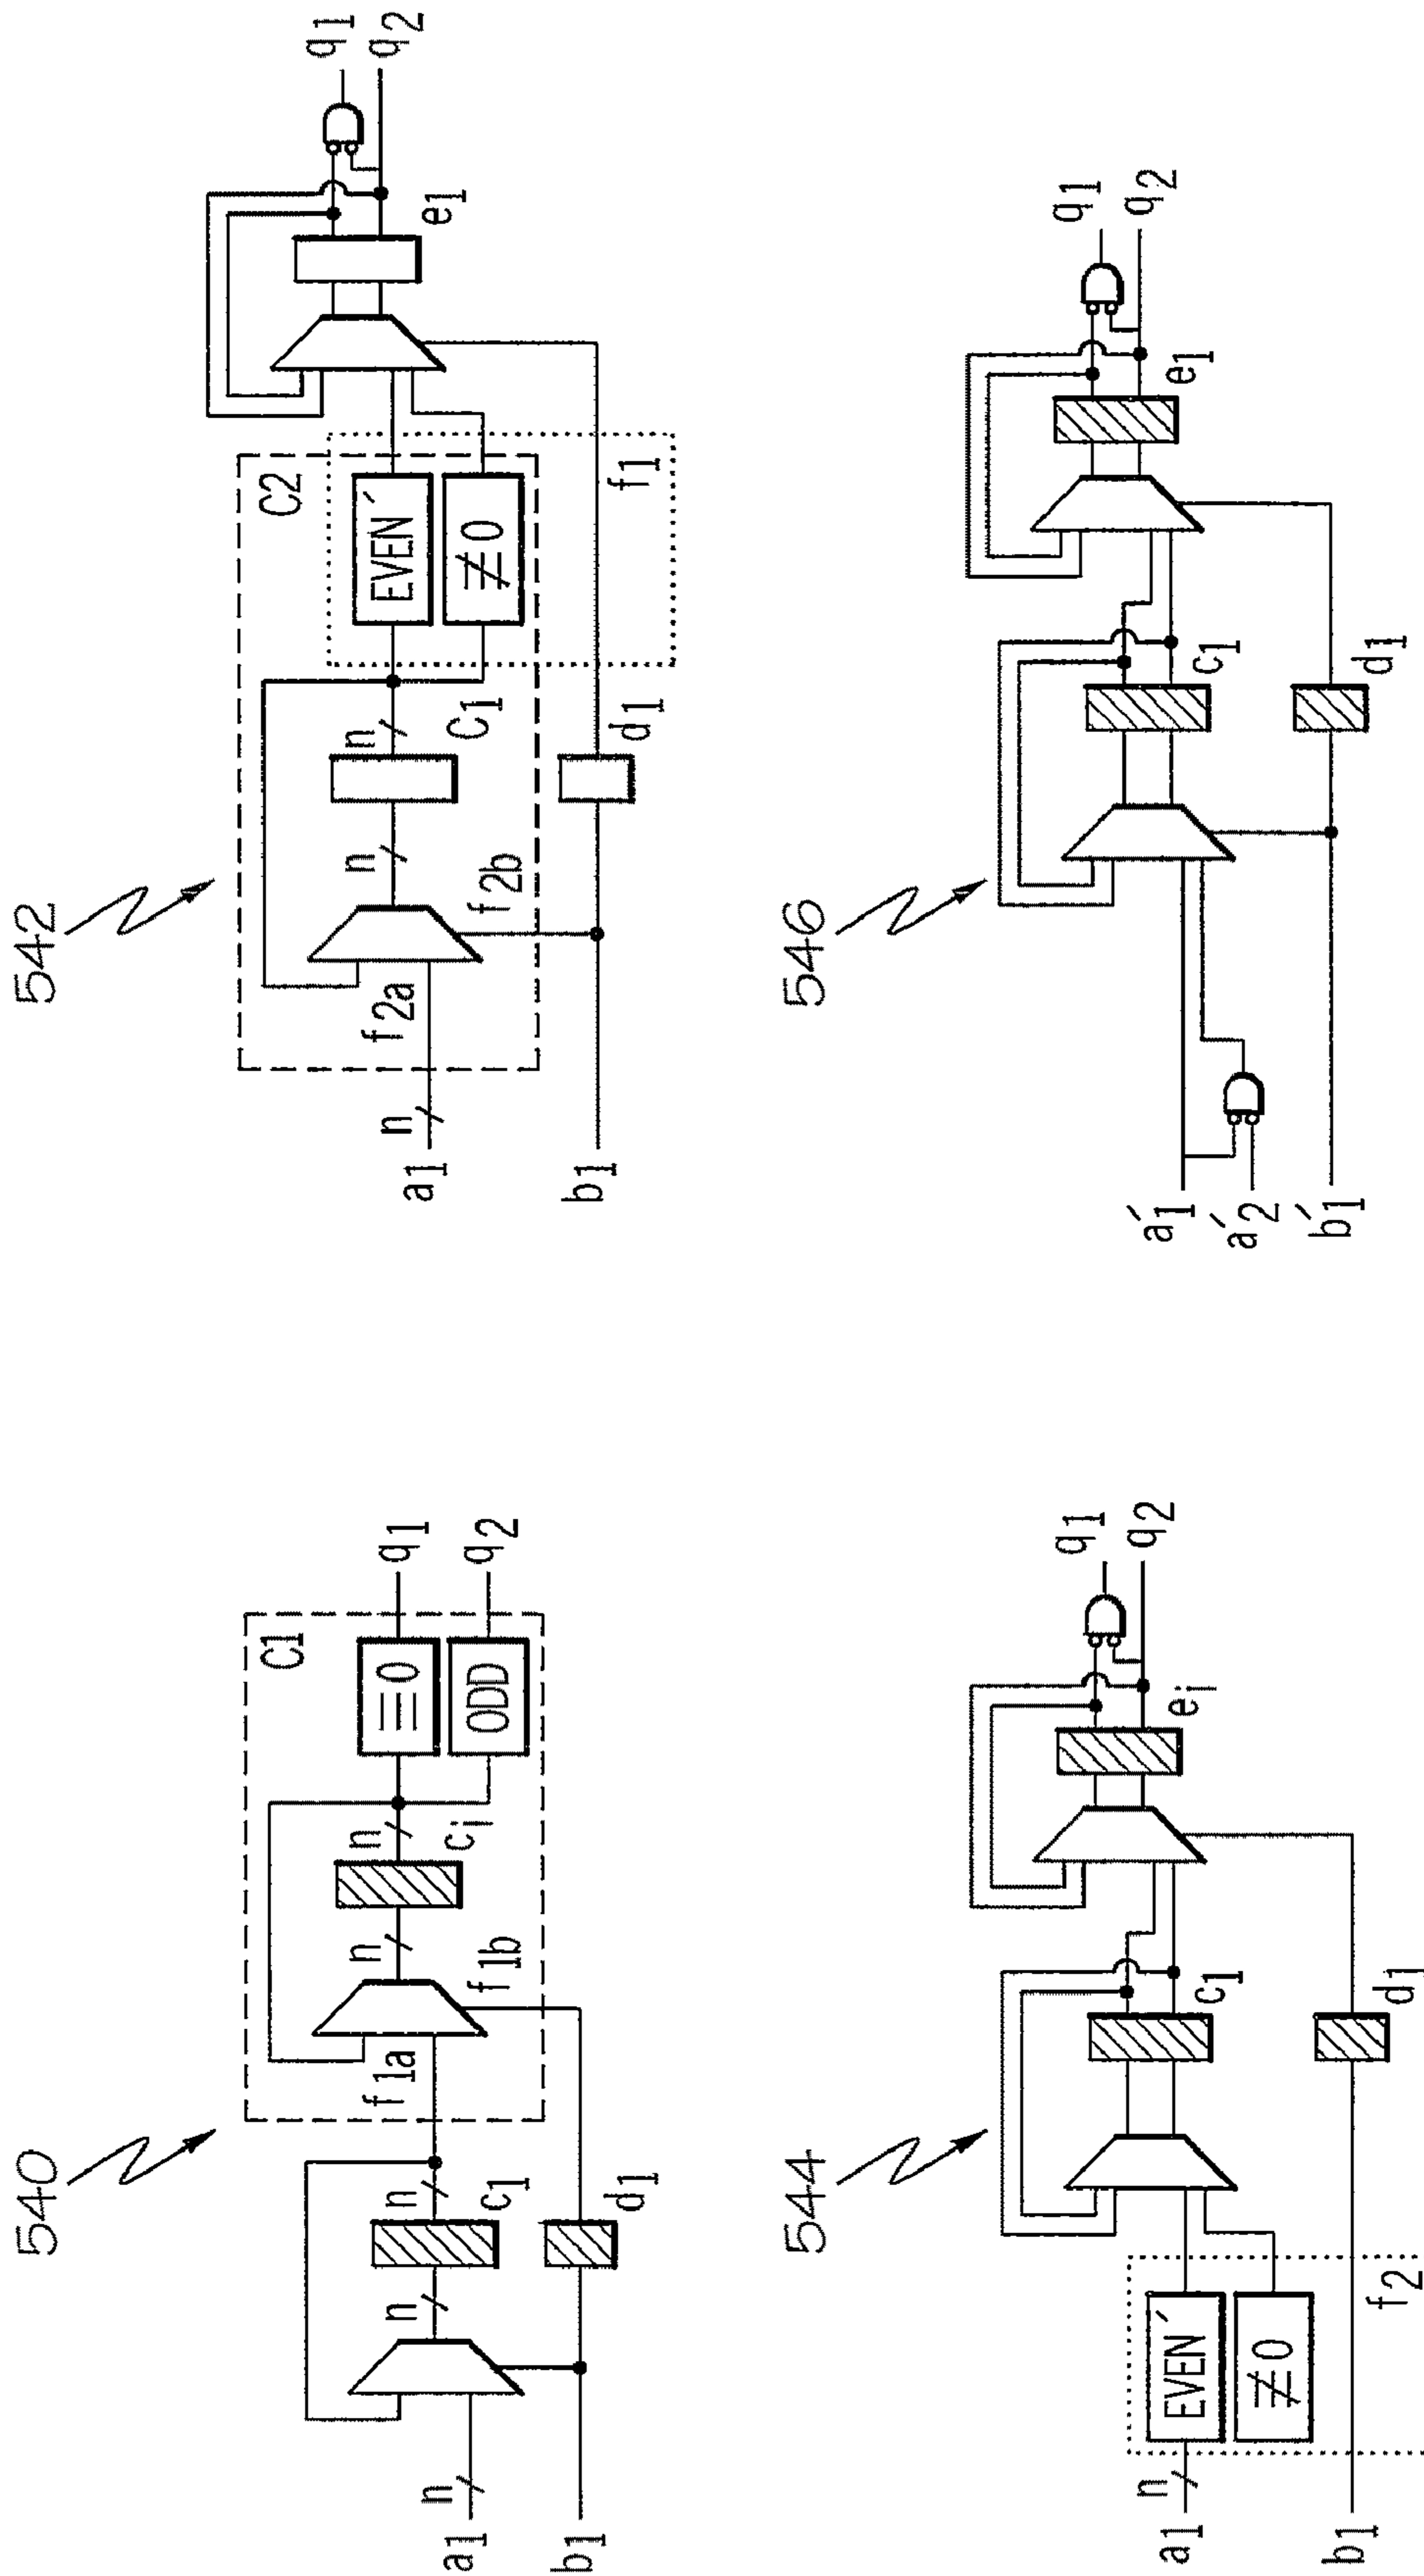 540
a1
n
b1
n
c1
n
d1
f1a
f1b
n
ci
n
C1
≡0
ODD
q1
q2
542
a1
n
b1
f2a
f2b
n
C1
n
d1
C2
EVEN´
≢0
f1
e1
q1
q2
544
a1
n
b1
EVEN´
≢0
f2
c1
d1
ei
q1
q2
546
a´1
a´2
b´1
c1
d1
e1
q1
q2